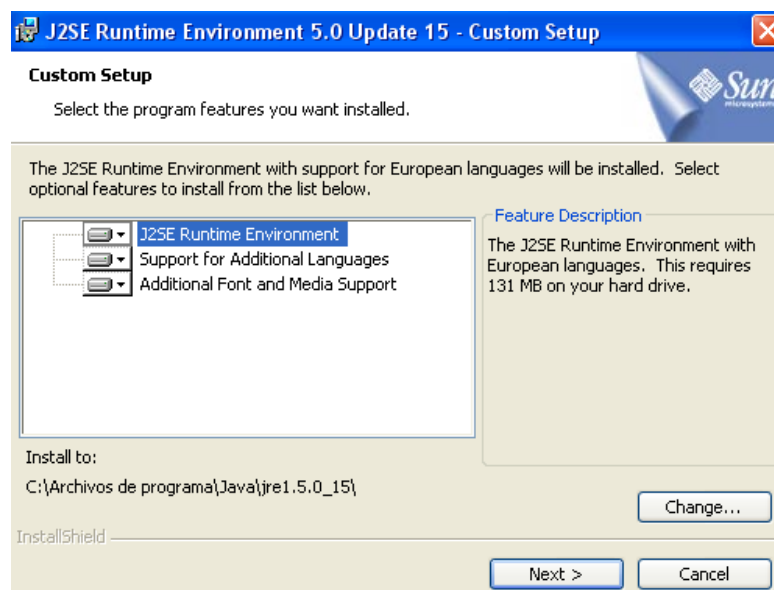 J2SE Runtime Environment 5.0 Update 15 - Custom Setup
Custom Setup
Select the program features you want installed.
Sun
microsystems
The J2SE Runtime Environment with support for European languages will be installed. Select
optional features to install from the list below.
J2SE Runtime Environment
Support for Additional Languages
Additional Font and Media Support
Feature Description
The J2SE Runtime Environment with
European languages. This requires
131 MB on your hard drive.
Install to:
C:\Archivos de programa\Java\jre1.5.0_15\
Change...
InstallShield
Next >
Cancel